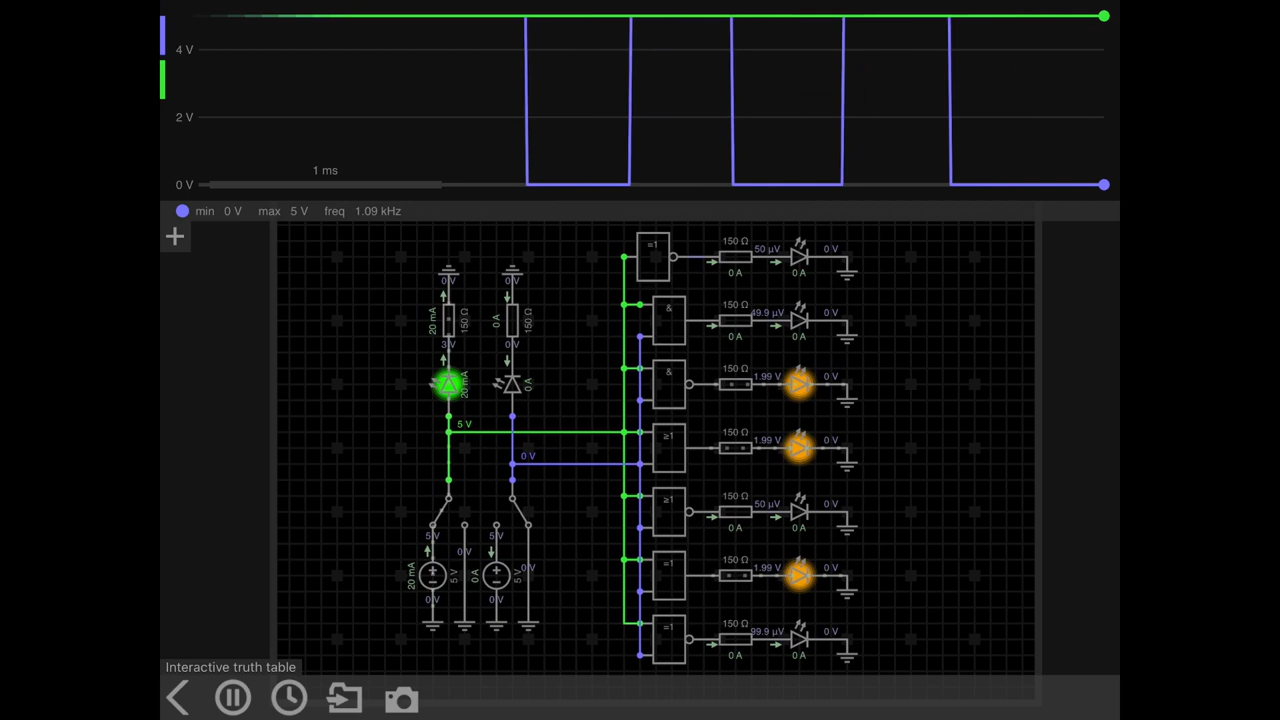 4 V
2 V
1 ms
0 V
min 0 V max 5 V freq 1.09 kHz
+
=1
150 Ω
50 µV
0 V
0 A
0 A
0 V
0 V
&
150 Ω
49.9 µV
0 V
0 A
0 A
20 mA
150 Ω
0 A
150 Ω
3 V
0 V
&
150 Ω
1.99 V
0 V
20 mA
0 A
5 V
≥1
150 Ω
1.99 V
0 V
0 V
≥1
150 Ω
50 µV
0 V
0 A
0 A
5 V
0 V
5 V
0 V
20 mA
5 V
0 A
5 V
0 V
0 V
=1
150 Ω
1.99 V
0 V
=1
150 Ω
99.9 µV
0 V
0 A
0 A
Interactive truth table